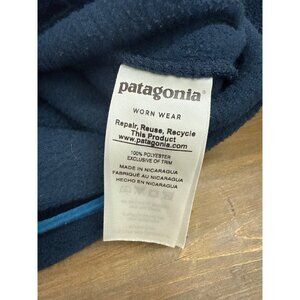 patagonia®
WORN WEAR
Repair, Reuse, Recycle
This Product
www.patagonia.com
100% POLYESTER
EXCLUSIVE OF TRIM
MADE IN NICARAGUA
FABRIQUÉ AU NICARAGUA
HECHO EN NICARAGUA